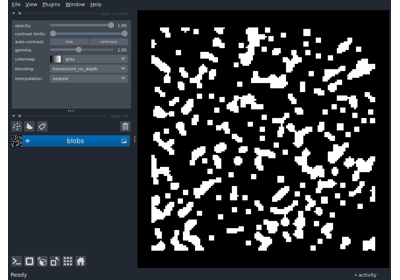 File View Plugins Window Help
opacity: 1.00
contrast limits:
auto-contrast: once continuous
gamma: 1.00
colormap: gray
blending: translucent_no_depth
interpolation: nearest
blobs
Ready
activity